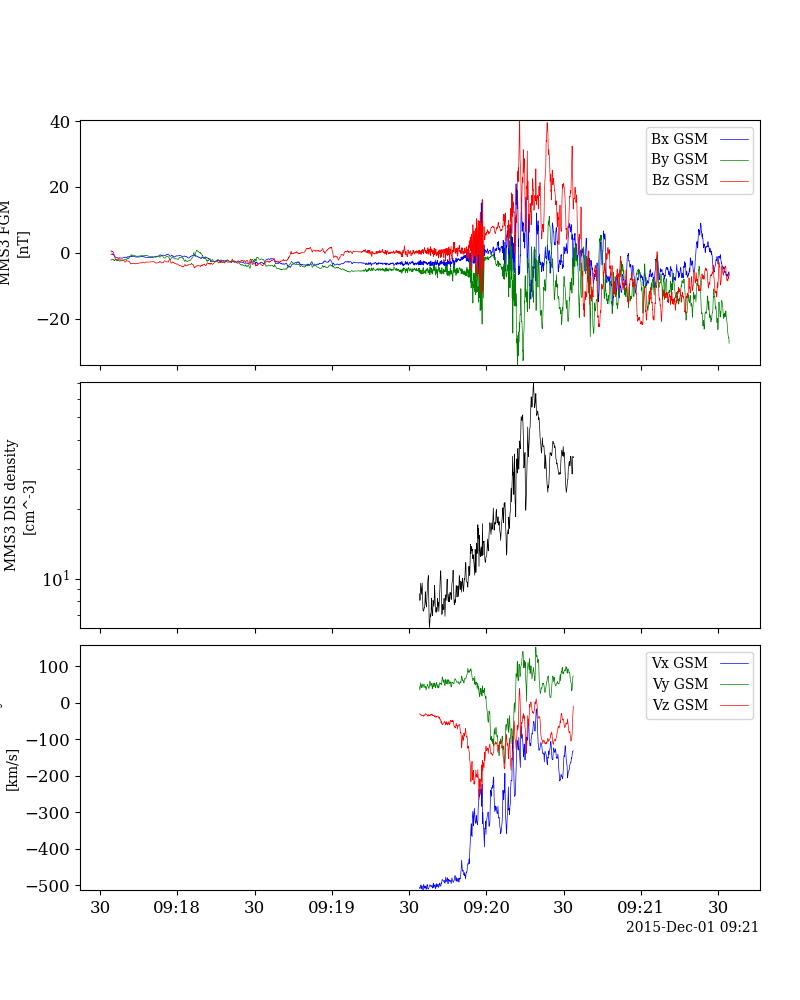 40
20
0
−20
MMS3 FGM
[nT]
Bx GSM
By GSM
Bz GSM
10¹
MMS3 DIS density
[cm^-3]
100
0
−100
−200
−300
−400
−500
[km/s]
Vx GSM
Vy GSM
Vz GSM
30 09:18 30 09:19 30 09:20 30 09:21 30
2015-Dec-01 09:21